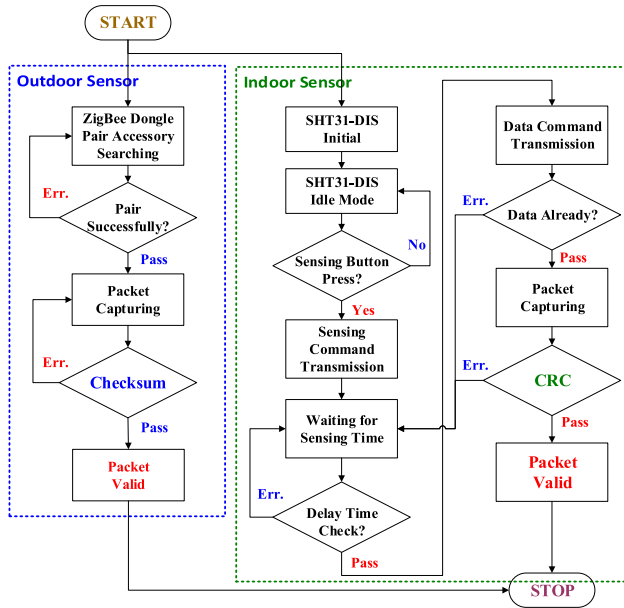 START
Outdoor Sensor
ZigBee Dongle
Pair Accessory
Searching
Err.
Pair
Successfully?
Pass
Packet
Capturing
Err.
Checksum
Pass
Packet
Valid
Indoor Sensor
SHT31-DIS
Initial
SHT31-DIS
Idle Mode
No
Sensing Button
Press?
Yes
Sensing
Command
Transmission
Waiting for
Sensing Time
Err.
Delay Time
Check?
Pass
Data Command
Transmission
Err.
Data Already?
Pass
Packet
Capturing
Err.
CRC
Pass
Packet
Valid
STOP